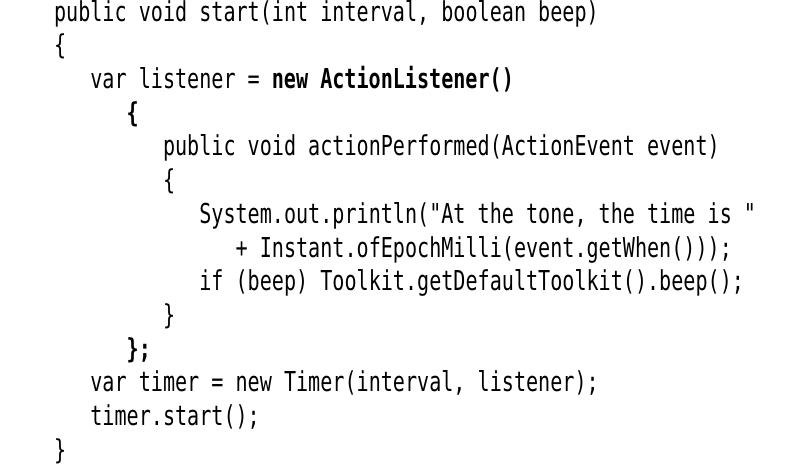 public void start(int interval, boolean beep)
{
   var listener = new ActionListener()
      {
         public void actionPerformed(ActionEvent event)
         {
            System.out.println("At the tone, the time is "
               + Instant.ofEpochMilli(event.getWhen()));
            if (beep) Toolkit.getDefaultToolkit().beep();
         }
      };
   var timer = new Timer(interval, listener);
   timer.start();
}